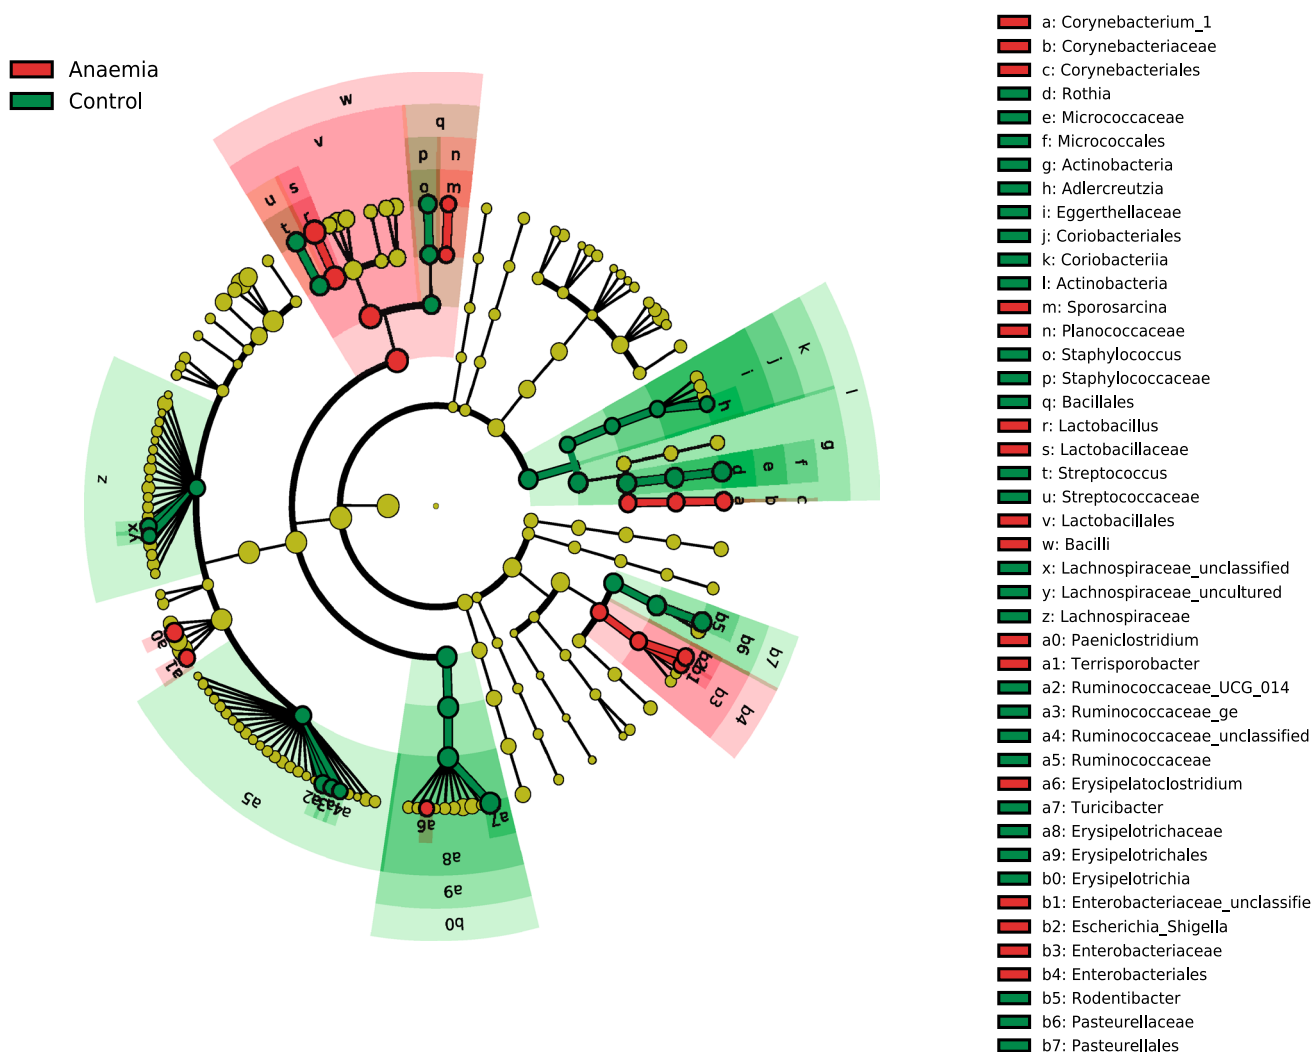 Anaemia
Control
a: Corynebacterium_1
b: Corynebacteriaceae
c: Corynebacteriales
d: Rothia
e: Micrococcaceae
f: Micrococcales
g: Actinobacteria
h: Adlercreutzia
i: Eggerthellaceae
j: Coriobacteriales
k: Coriobacteriia
l: Actinobacteria
m: Sporosarcina
n: Planococcaceae
o: Staphylococcus
p: Staphylococcaceae
q: Bacillales
r: Lactobacillus
s: Lactobacillaceae
t: Streptococcus
u: Streptococcaceae
v: Lactobacillales
w: Bacilli
x: Lachnospiraceae_unclassified
y: Lachnospiraceae_uncultured
z: Lachnospiraceae
a0: Paeniclostridium
a1: Terrisporobacter
a2: Ruminococcaceae_UCG_014
a3: Ruminococcaceae_ge
a4: Ruminococcaceae_unclassified
a5: Ruminococcaceae
a6: Erysipelatoclostridium
a7: Turicibacter
a8: Erysipelotrichaceae
a9: Erysipelotrichales
b0: Erysipelotrichia
b1: Enterobacteriaceae_unclassifie
b2: Escherichia_Shigella
b3: Enterobacteriaceae
b4: Enterobacteriales
b5: Rodentibacter
b6: Pasteurellaceae
b7: Pasteurellales
w
v
q
p
n
o
m
s
u
r
t
k
j
i
h
l
g
f
e
d
a
b
c
z
x
y
a0
a1
a5
a2
a3
a4
a6
a7
a8
a9
b0
b5
b6
b7
b2
b1
b3
b4